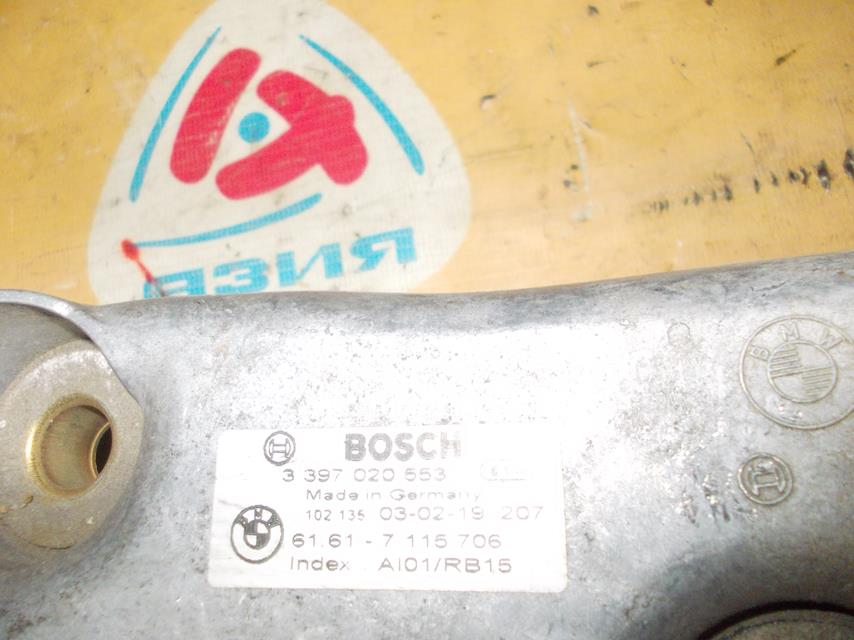 BOSCH
3 397 020 553
Made in Germany
102 135 03-02-19 207
61.61 - 7 115 706
Index : AI01/RB15
BMW